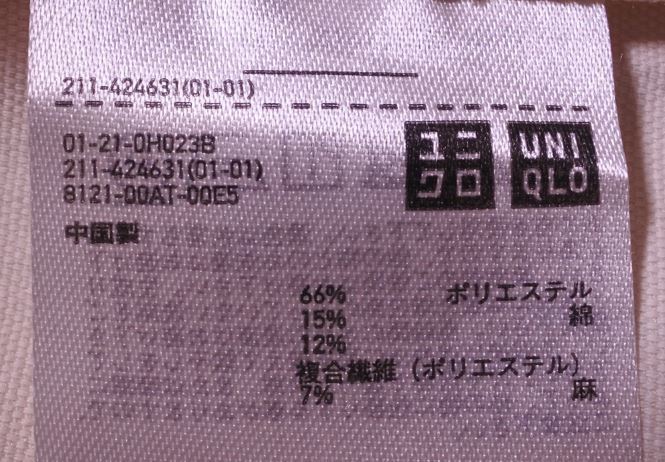 211-424631(01-01)
01-21-0H023B
211-424631(01-01)
8121-00AT-00E5
ユニ
クロ
UNI
QLO
中国製
66% ポリエステル
15% 綿
12%
複合繊維（ポリエステル）
7% 麻